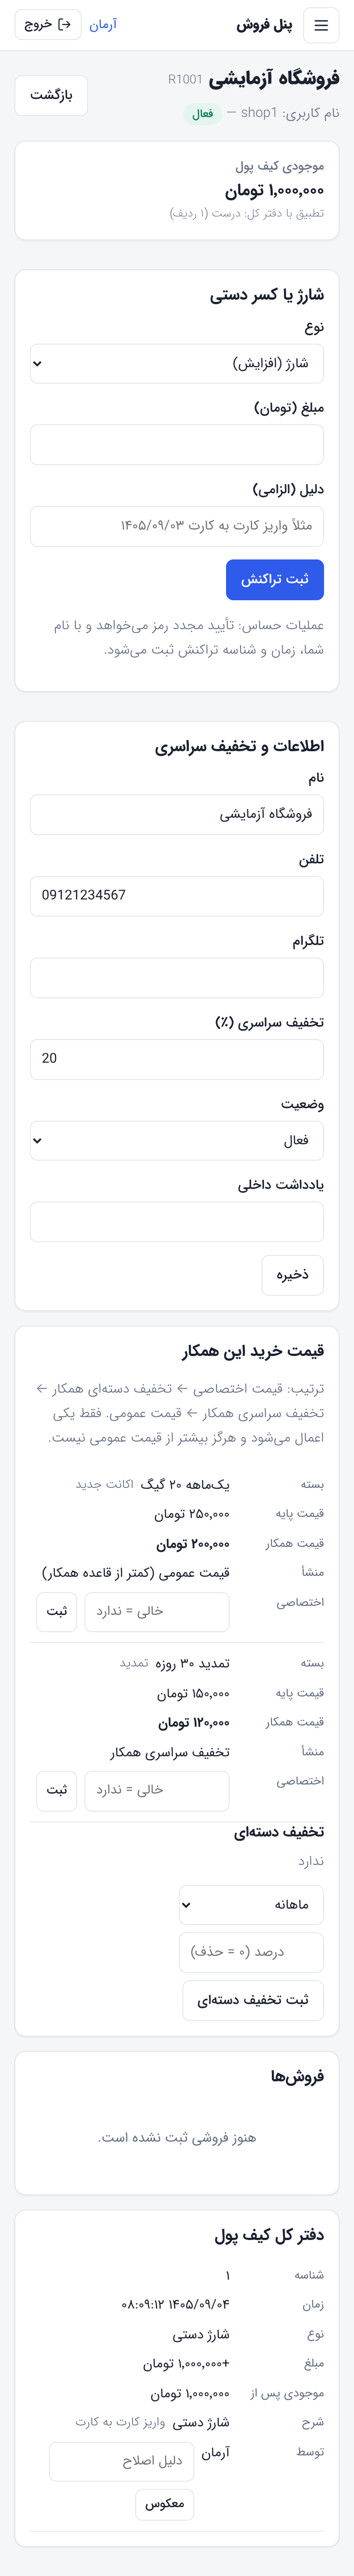 پنل فروش
آرمان
خروج
فروشگاه آزمایشی R1001
نام کاربری: shop1 — فعال
بازگشت
موجودی کیف پول
۱٬۰۰۰٬۰۰۰ تومان
تطبیق با دفتر کل: درست (۱ ردیف)
شارژ یا کسر دستی
نوع
شارژ (افزایش)
مبلغ (تومان)
دلیل (الزامی)
مثلاً واریز کارت به کارت ۱۴۰۵/۰۹/۰۳
ثبت تراکنش
عملیات حساس: تأیید مجدد رمز می‌خواهد و با نام
شما، زمان و شناسه تراکنش ثبت می‌شود.
اطلاعات و تخفیف سراسری
نام
فروشگاه آزمایشی
تلفن
09121234567
تلگرام
تخفیف سراسری (٪)
20
وضعیت
فعال
یادداشت داخلی
ذخیره
قیمت خرید این همکار
ترتیب: قیمت اختصاصی ← تخفیف دسته‌ای همکار ←
تخفیف سراسری همکار ← قیمت عمومی. فقط یکی
اعمال می‌شود و هرگز بیشتر از قیمت عمومی نیست.
بسته یک‌ماهه ۲۰ گیگ اکانت جدید
قیمت پایه ۲۵۰٬۰۰۰ تومان
قیمت همکار ۲۰۰٬۰۰۰ تومان
منشأ قیمت عمومی (کمتر از قاعده همکار)
اختصاصی خالی = ندارد ثبت
بسته تمدید ۳۰ روزه تمدید
قیمت پایه ۱۵۰٬۰۰۰ تومان
قیمت همکار ۱۲۰٬۰۰۰ تومان
منشأ تخفیف سراسری همکار
اختصاصی خالی = ندارد ثبت
تخفیف دسته‌ای
ندارد
ماهانه
درصد (۰ = حذف)
ثبت تخفیف دسته‌ای
فروش‌ها
هنوز فروشی ثبت نشده است.
دفتر کل کیف پول
شناسه ۱
زمان ۱۴۰۵/۰۹/۰۴ ۰۸:۰۹:۱۲
نوع شارژ دستی
مبلغ +۱٬۰۰۰٬۰۰۰ تومان
موجودی پس از ۱٬۰۰۰٬۰۰۰ تومان
شرح شارژ دستی واریز کارت به کارت
توسط آرمان دلیل اصلاح
معکوس